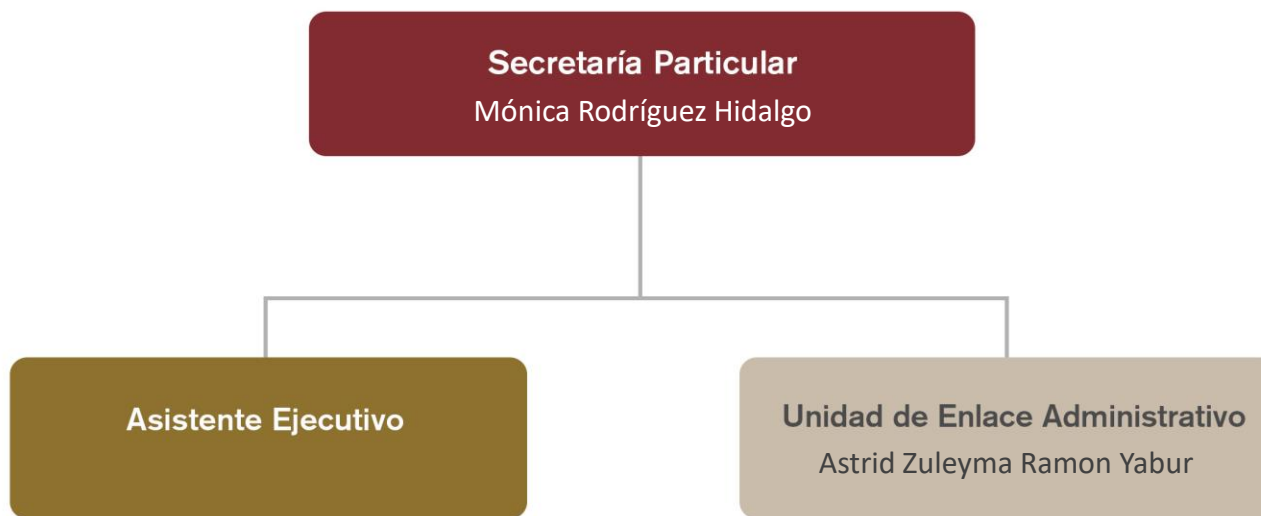 Secretaría Particular
Mónica Rodríguez Hidalgo
Asistente Ejecutivo
Unidad de Enlace Administrativo
Astrid Zuleyma Ramon Yabur